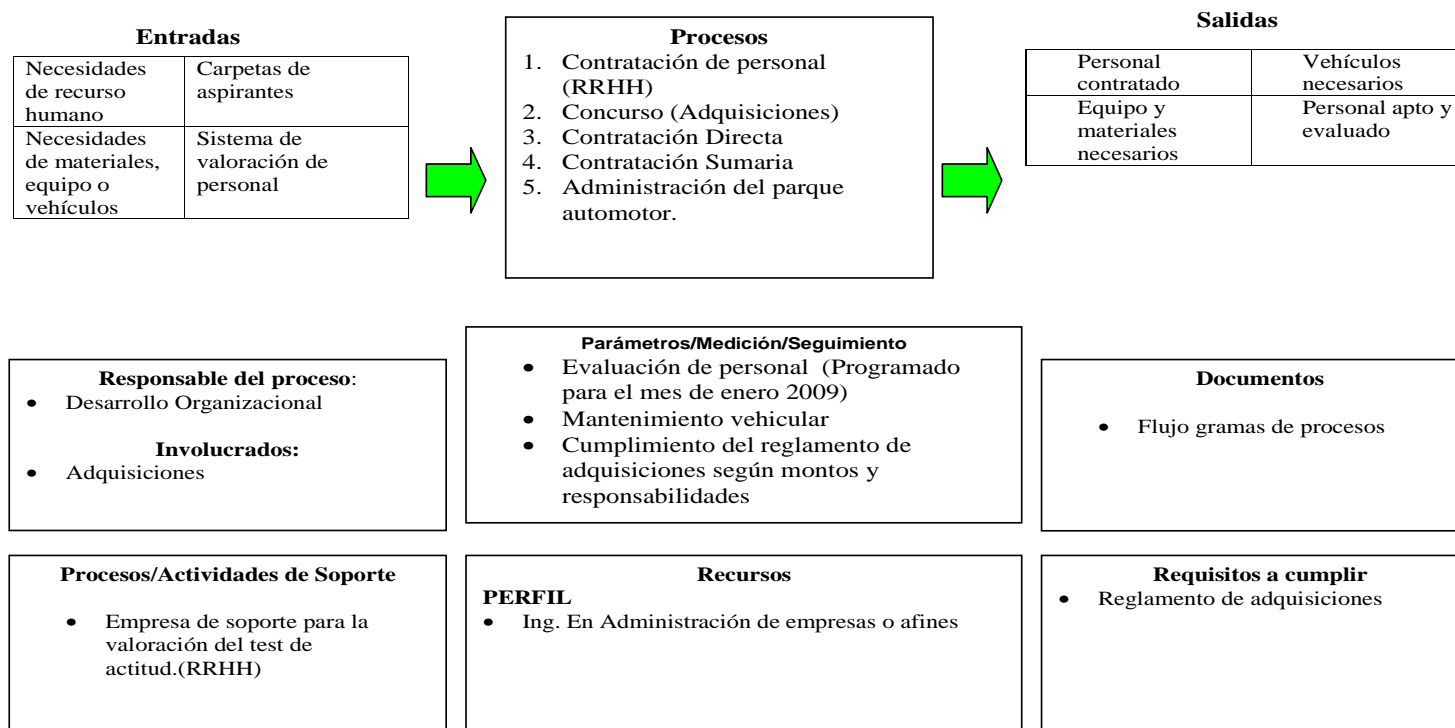 Entradas
Necesidades
de recurso
humano
Carpetas de
aspirantes
Necesidades
de materiales,
equipo o
vehículos
Sistema de
valoración de
personal
Procesos
1. Contratación de personal
(RRHH)
2. Concurso (Adquisiciones)
3. Contratación Directa
4. Contratación Sumaria
5. Administración del parque
automotor.
Salidas
Personal
contratado
Vehículos
necesarios
Equipo y
materiales
necesarios
Personal apto y
evaluado
Responsable del proceso:
• Desarrollo Organizacional
Involucrados:
• Adquisiciones
Parámetros/Medición/Seguimiento
• Evaluación de personal (Programado
para el mes de enero 2009)
• Mantenimiento vehicular
• Cumplimiento del reglamento de
adquisiciones según montos y
responsabilidades
Documentos
• Flujo gramas de procesos
Procesos/Actividades de Soporte
• Empresa de soporte para la
valoración del test de
actitud.(RRHH)
Recursos
PERFIL
• Ing. En Administración de empresas o afines
Requisitos a cumplir
• Reglamento de adquisiciones